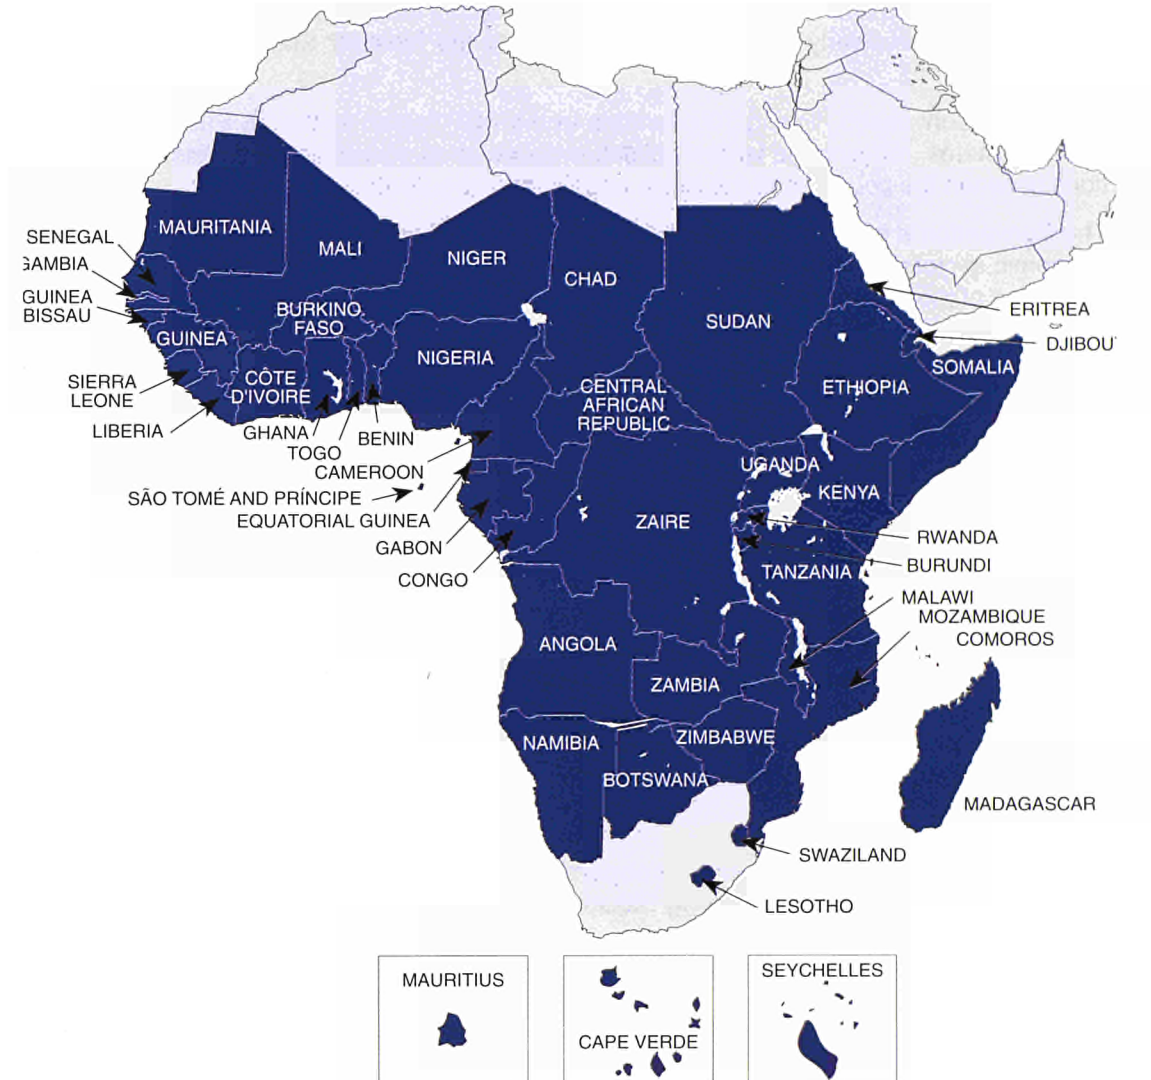 MAURITANIA
SENEGAL
GAMBIA
MALI
NIGER
CHAD
GUINEA
BISSAU
BURKINO
FASO
SUDAN
ERITREA
GUINEA
NIGERIA
DJIBOU
SOMALIA
SIERRA
LEONE
CÔTE
D'IVOIRE
CENTRAL
AFRICAN
REPUBLIC
ETHIOPIA
LIBERIA
GHANA
TOGO
BENIN
CAMEROON
UGANDA
KENYA
SÃO TOMÉ AND PRÍNCIPE
EQUATORIAL GUINEA
ZAIRE
RWANDA
GABON
BURUNDI
CONGO
TANZANIA
MALAWI
MOZAMBIQUE
COMOROS
ANGOLA
ZAMBIA
NAMIBIA
ZIMBABWE
BOTSWANA
MADAGASCAR
SWAZILAND
LESOTHO
MAURITIUS
CAPE VERDE
SEYCHELLES